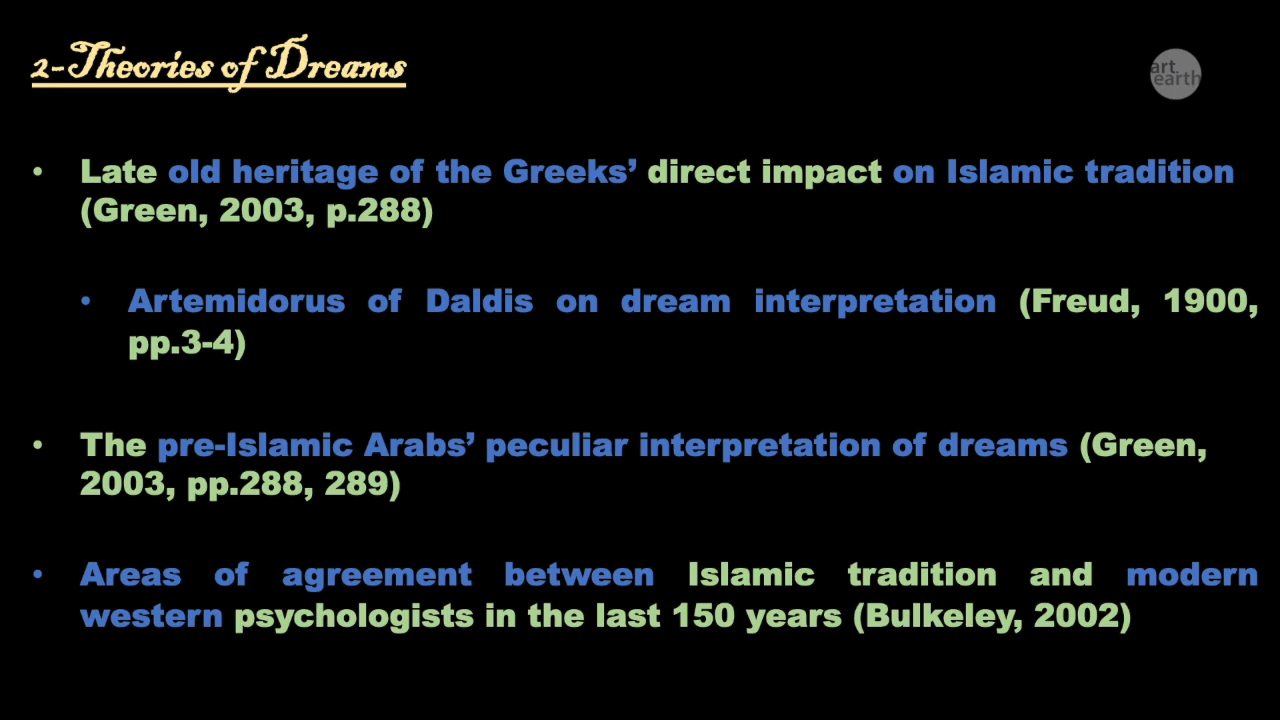 2-Theories of Dreams
art
earth
• Late old heritage of the Greeks’ direct impact on Islamic tradition
(Green, 2003, p.288)
• Artemidorus of Daldis on dream interpretation (Freud, 1900,
pp.3-4)
• The pre-Islamic Arabs’ peculiar interpretation of dreams (Green,
2003, pp.288, 289)
• Areas of agreement between Islamic tradition and modern
western psychologists in the last 150 years (Bulkeley, 2002)